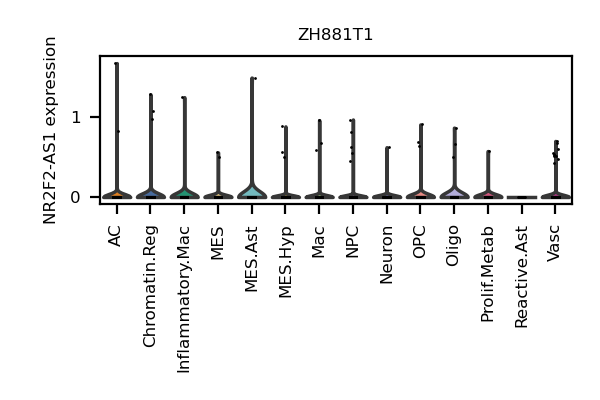 ZH881T1
NR2F2-AS1 expression
1
0
AC
Chromatin.Reg
Inflammatory.Mac
MES
MES.Ast
MES.Hyp
Mac
NPC
Neuron
OPC
Oligo
Prolif.Metab
Reactive.Ast
Vasc